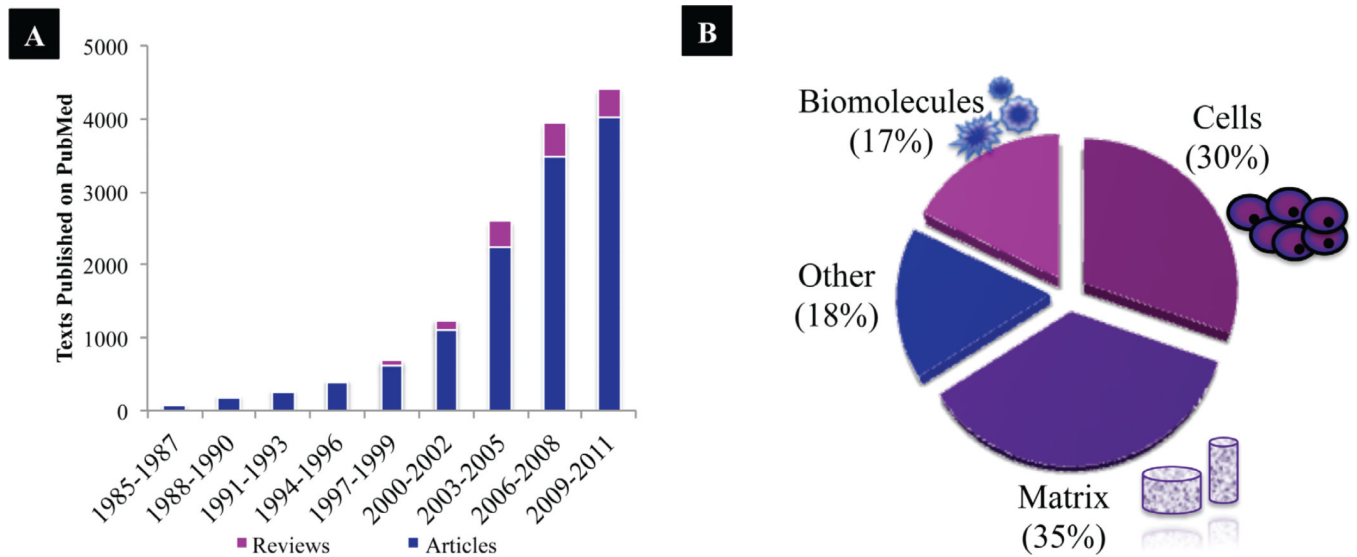 A
Texts Published on PubMed
5000
4000
3000
2000
1000
0
1985-1987
1988-1990
1991-1993
1994-1996
1997-1999
2000-2002
2003-2005
2006-2008
2009-2011
Reviews
Articles
B
Biomolecules
(17%)
Cells
(30%)
Other
(18%)
Matrix
(35%)